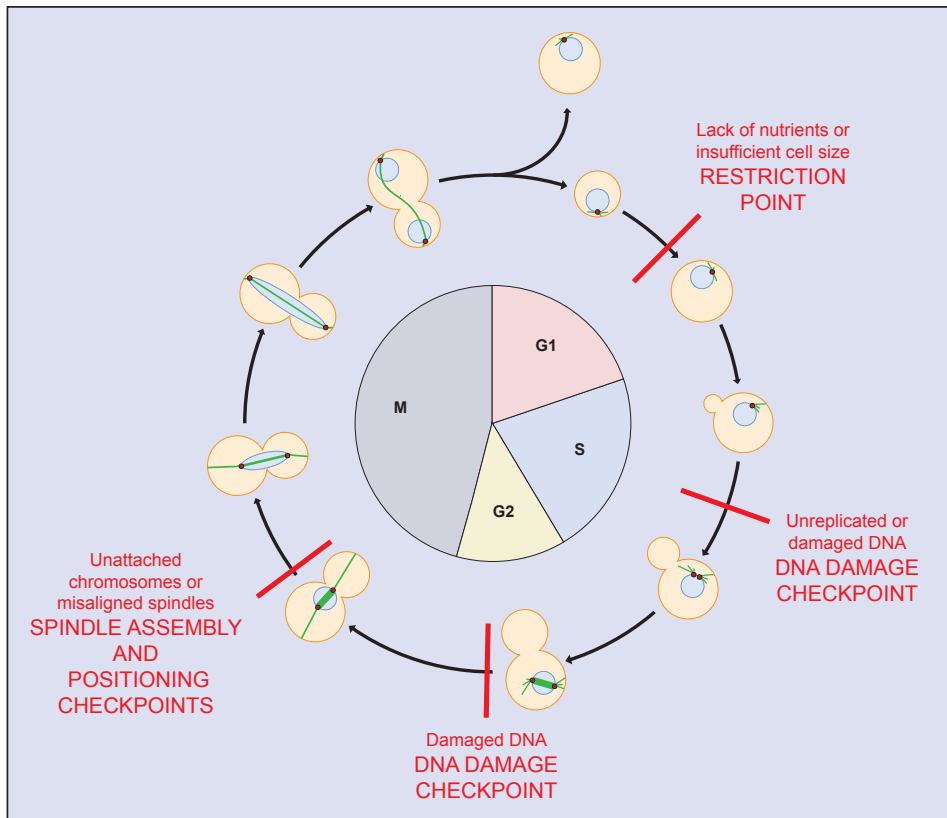 Lack of nutrients or
insufficient cell size
RESTRICTION
POINT
G1
M
S
G2
Unreplicated or
damaged DNA
DNA DAMAGE
CHECKPOINT
Unattached
chromosomes or
misaligned spindles
SPINDLE ASSEMBLY
AND
POSITIONING
CHECKPOINTS
Damaged DNA
DNA DAMAGE
CHECKPOINT